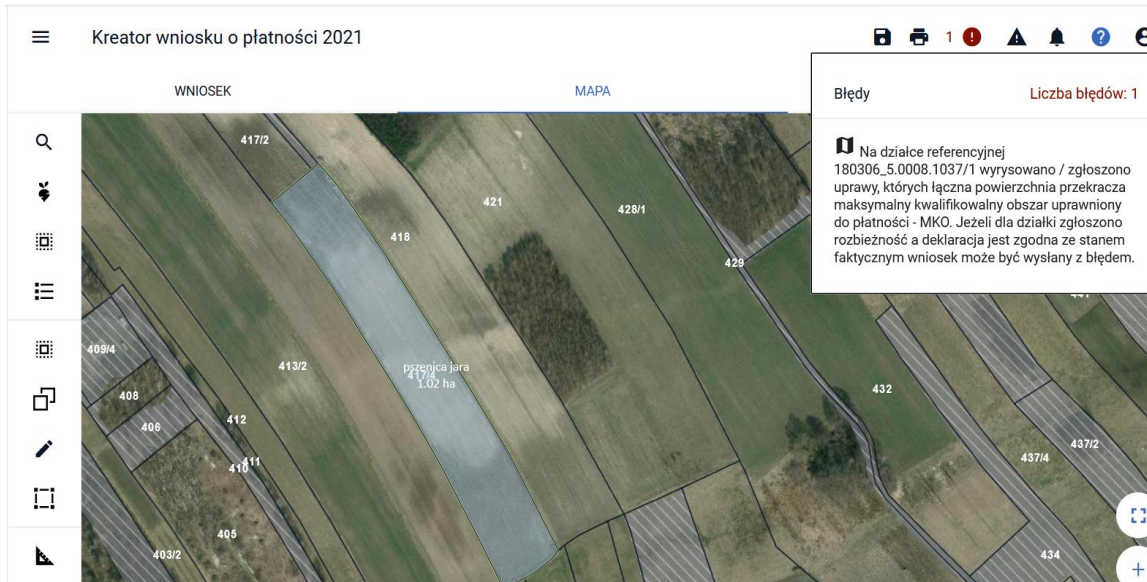 Kreator wniosku o płatności 2021
1
WNIOSEK
MAPA
Błędy
Liczba błędów: 1
Na działce referencyjnej
180306_5.0008.1037/1 wyrysowano / zgłoszono
uprawy, których łączna powierzchnia przekracza
maksymalny kwalifikowalny obszar uprawniony
do płatności - MKO. Jeżeli dla działki zgłoszono
rozbieżność a deklaracja jest zgodna ze stanem
faktycznym wniosek może być wysłany z błędem.
417/2
421
428/1
418
429
409/4
413/2
pszenica jara
417/4
1.02 ha
408
432
406
412
411
410
437/2
437/4
405
403/2
434